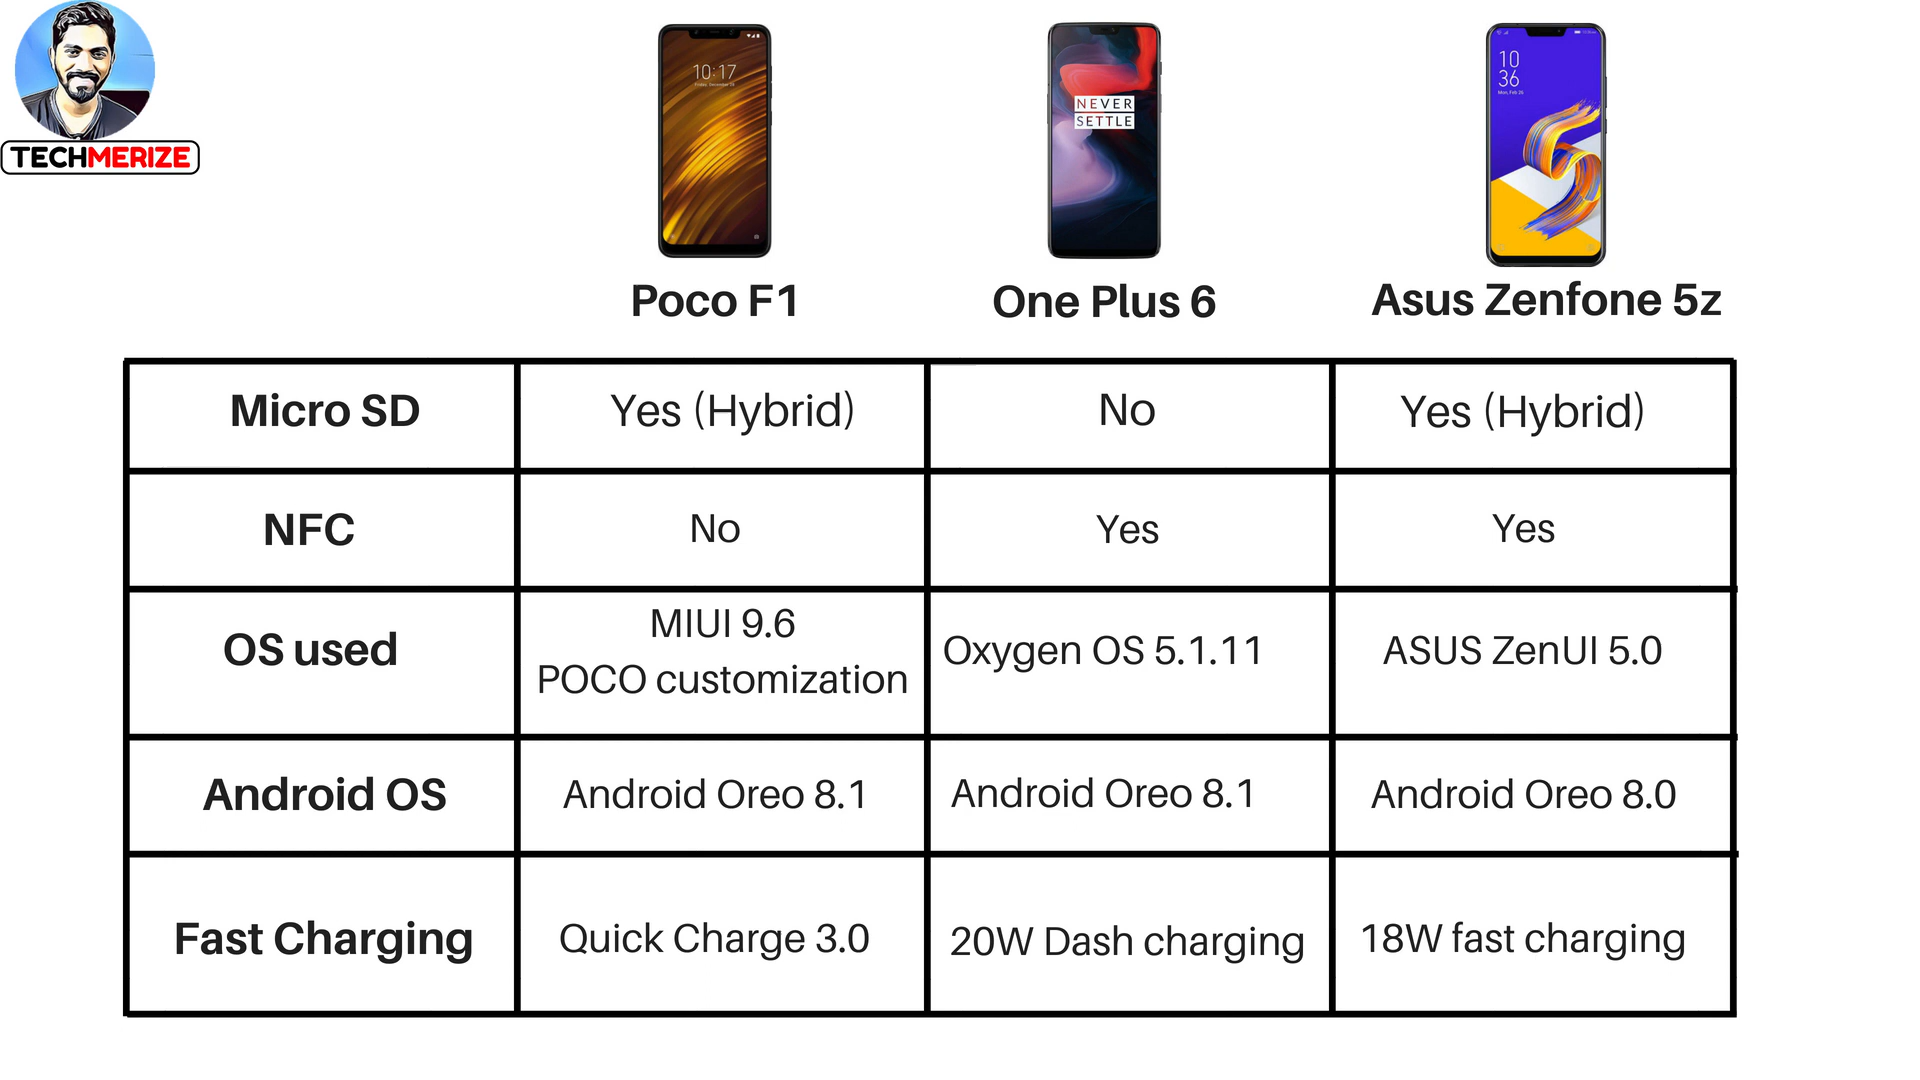 TECHMERIZE
10:17
NEVER
SETTLE
10
36
Mon, Feb 26
Poco F1
One Plus 6
Asus Zenfone 5z
Micro SD
Yes (Hybrid)
No
Yes (Hybrid)
NFC
No
Yes
Yes
OS used
MIUI 9.6
POCO customization
Oxygen OS 5.1.11
ASUS ZenUI 5.0
Android OS
Android Oreo 8.1
Android Oreo 8.1
Android Oreo 8.0
Fast Charging
Quick Charge 3.0
20W Dash charging
18W fast charging